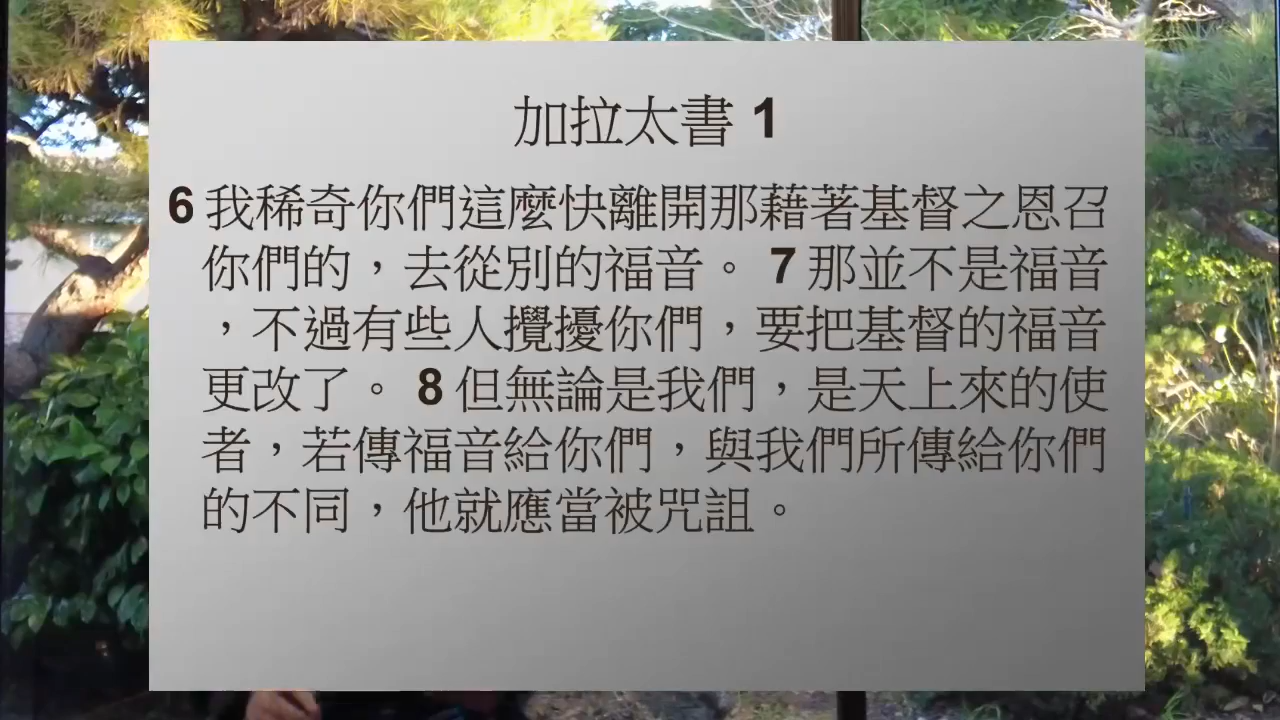 加拉太書 1
6 我稀奇你們這麼快離開那藉著基督之恩召
你們的，去從別的福音。 7 那並不是福音
，不過有些人攪擾你們，要把基督的福音
更改了。 8 但無論是我們，是天上來的使
者，若傳福音給你們，與我們所傳給你們
的不同，他就應當被咒詛。